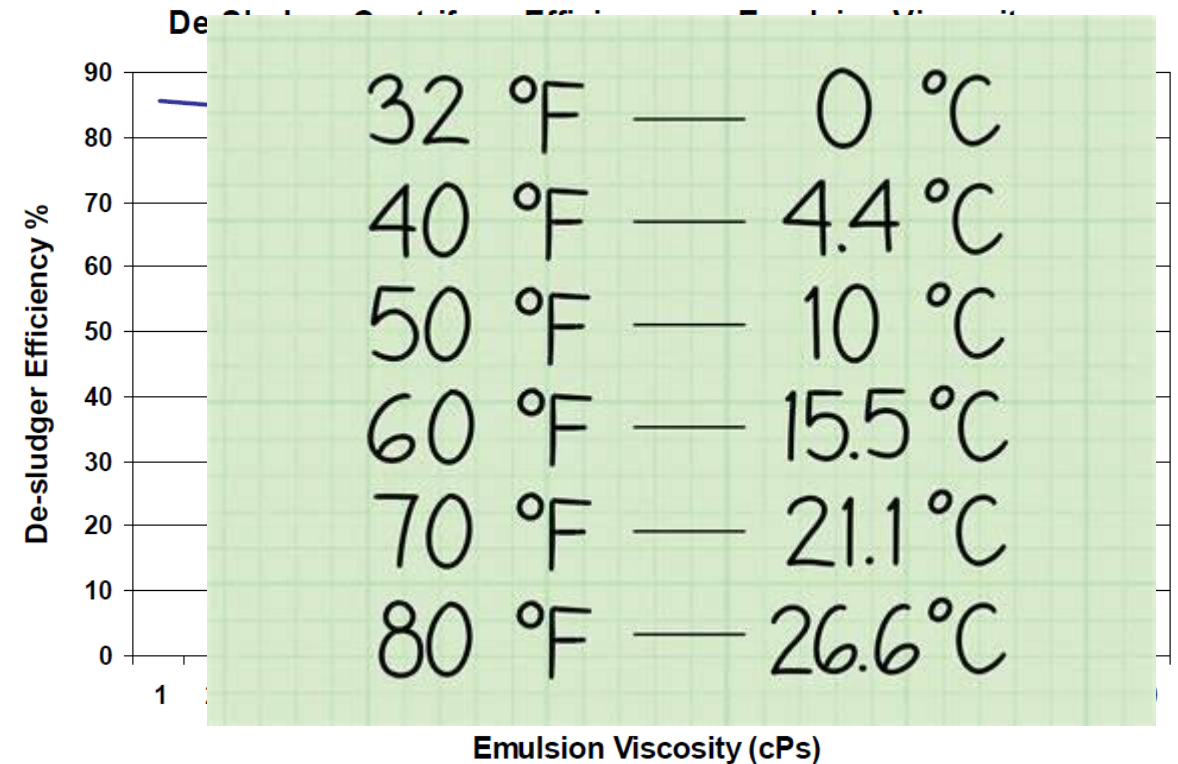 De
90
80
70
60
50
40
30
20
10
0
De-sludger Efficiency %
32 °F — 0 °C
40 °F — 4.4 °C
50 °F — 10 °C
60 °F — 15.5 °C
70 °F — 21.1 °C
80 °F — 26.6 °C
1
Emulsion Viscosity (cPs)